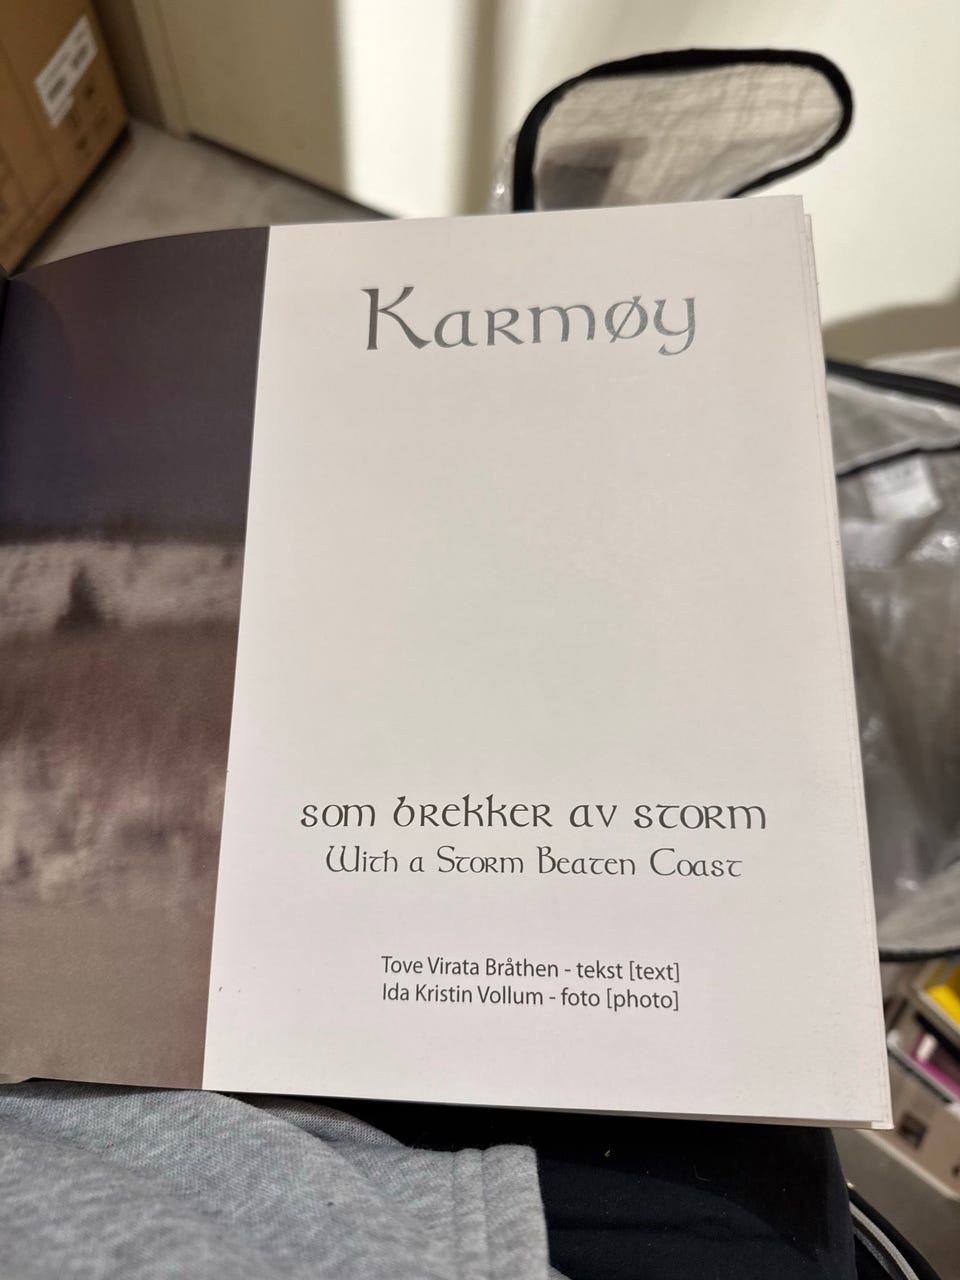 Karmøy
som brekker av storm
With a Storm Beaten Coast
Tove Virata Bråthen - tekst [text]
Ida Kristin Vollum - foto [photo]